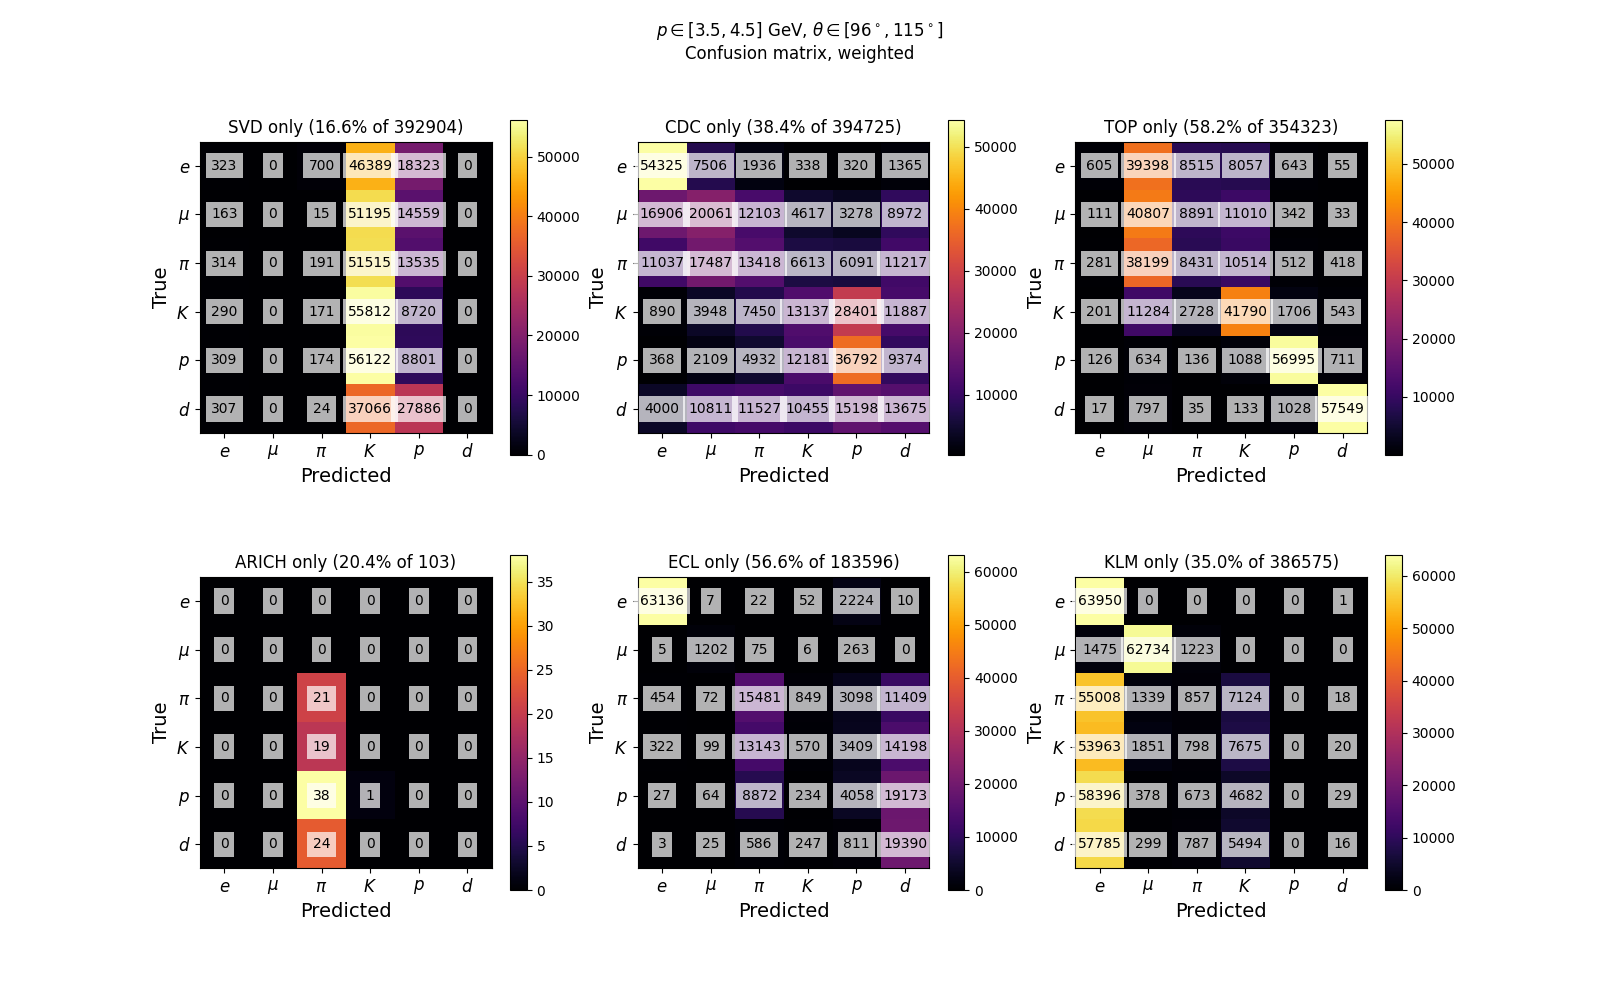 p ∈ [3.5, 4.5] GeV, θ ∈ [96°, 115°]
Confusion matrix, weighted
SVD only (16.6% of 392904)
True
e 323 0 700 46389 18323 0
μ 163 0 15 51195 14559 0
π 314 0 191 51515 13535 0
K 290 0 171 55812 8720 0
p 309 0 174 56122 8801 0
d 307 0 24 37066 27886 0
e μ π K p d
Predicted
50000
40000
30000
20000
10000
0
CDC only (38.4% of 394725)
True
e 54325 7506 1936 338 320 1365
μ 16906 20061 12103 4617 3278 8972
π 11037 17487 13418 6613 6091 11217
K 890 3948 7450 13137 28401 11887
p 368 2109 4932 12181 36792 9374
d 4000 10811 11527 10455 15198 13675
e μ π K p d
Predicted
50000
40000
30000
20000
10000
TOP only (58.2% of 354323)
True
e 605 39398 8515 8057 643 55
μ 111 40807 8891 11010 342 33
π 281 38199 8431 10514 512 418
K 201 11284 2728 41790 1706 543
p 126 634 136 1088 56995 711
d 17 797 35 133 1028 57549
e μ π K p d
Predicted
50000
40000
30000
20000
10000
ARICH only (20.4% of 103)
True
e 0 0 0 0 0 0
μ 0 0 0 0 0 0
π 0 0 21 0 0 0
K 0 0 19 0 0 0
p 0 0 38 1 0 0
d 0 0 24 0 0 0
e μ π K p d
Predicted
35
30
25
20
15
10
5
0
ECL only (56.6% of 183596)
True
e 63136 7 22 52 2224 10
μ 5 1202 75 6 263 0
π 454 72 15481 849 3098 11409
K 322 99 13143 570 3409 14198
p 27 64 8872 234 4058 19173
d 3 25 586 247 811 19390
e μ π K p d
Predicted
60000
50000
40000
30000
20000
10000
0
KLM only (35.0% of 386575)
True
e 63950 0 0 0 0 1
μ 1475 62734 1223 0 0 0
π 55008 1339 857 7124 0 18
K 53963 1851 798 7675 0 20
p 58396 378 673 4682 0 29
d 57785 299 787 5494 0 16
e μ π K p d
Predicted
60000
50000
40000
30000
20000
10000
0